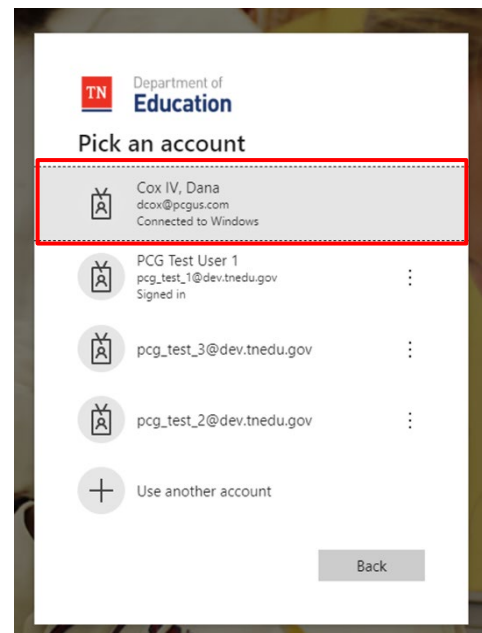 TN
Department of
Education
Pick an account
Cox IV, Dana
dcox@pcgus.com
Connected to Windows
PCG Test User 1
pcg_test_1@dev.tnedu.gov
Signed in
pcg_test_3@dev.tnedu.gov
pcg_test_2@dev.tnedu.gov
Use another account
Back